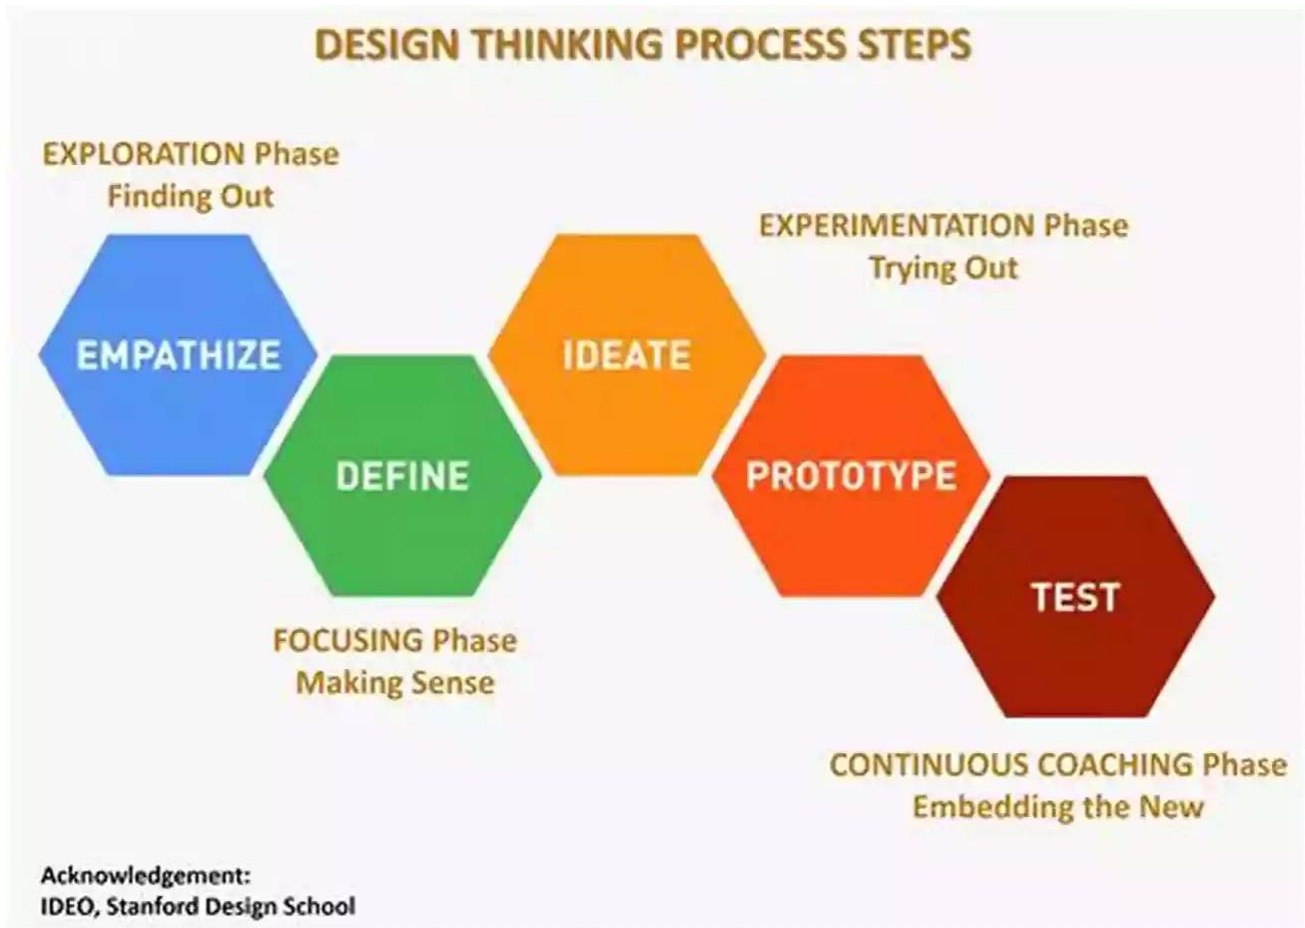 DESIGN THINKING PROCESS STEPS
EXPLORATION Phase
Finding Out
EMPATHIZE
DEFINE
FOCUSING Phase
Making Sense
IDEATE
EXPERIMENTATION Phase
Trying Out
PROTOTYPE
TEST
CONTINUOUS COACHING Phase
Embedding the New
Acknowledgement:
IDEO, Stanford Design School